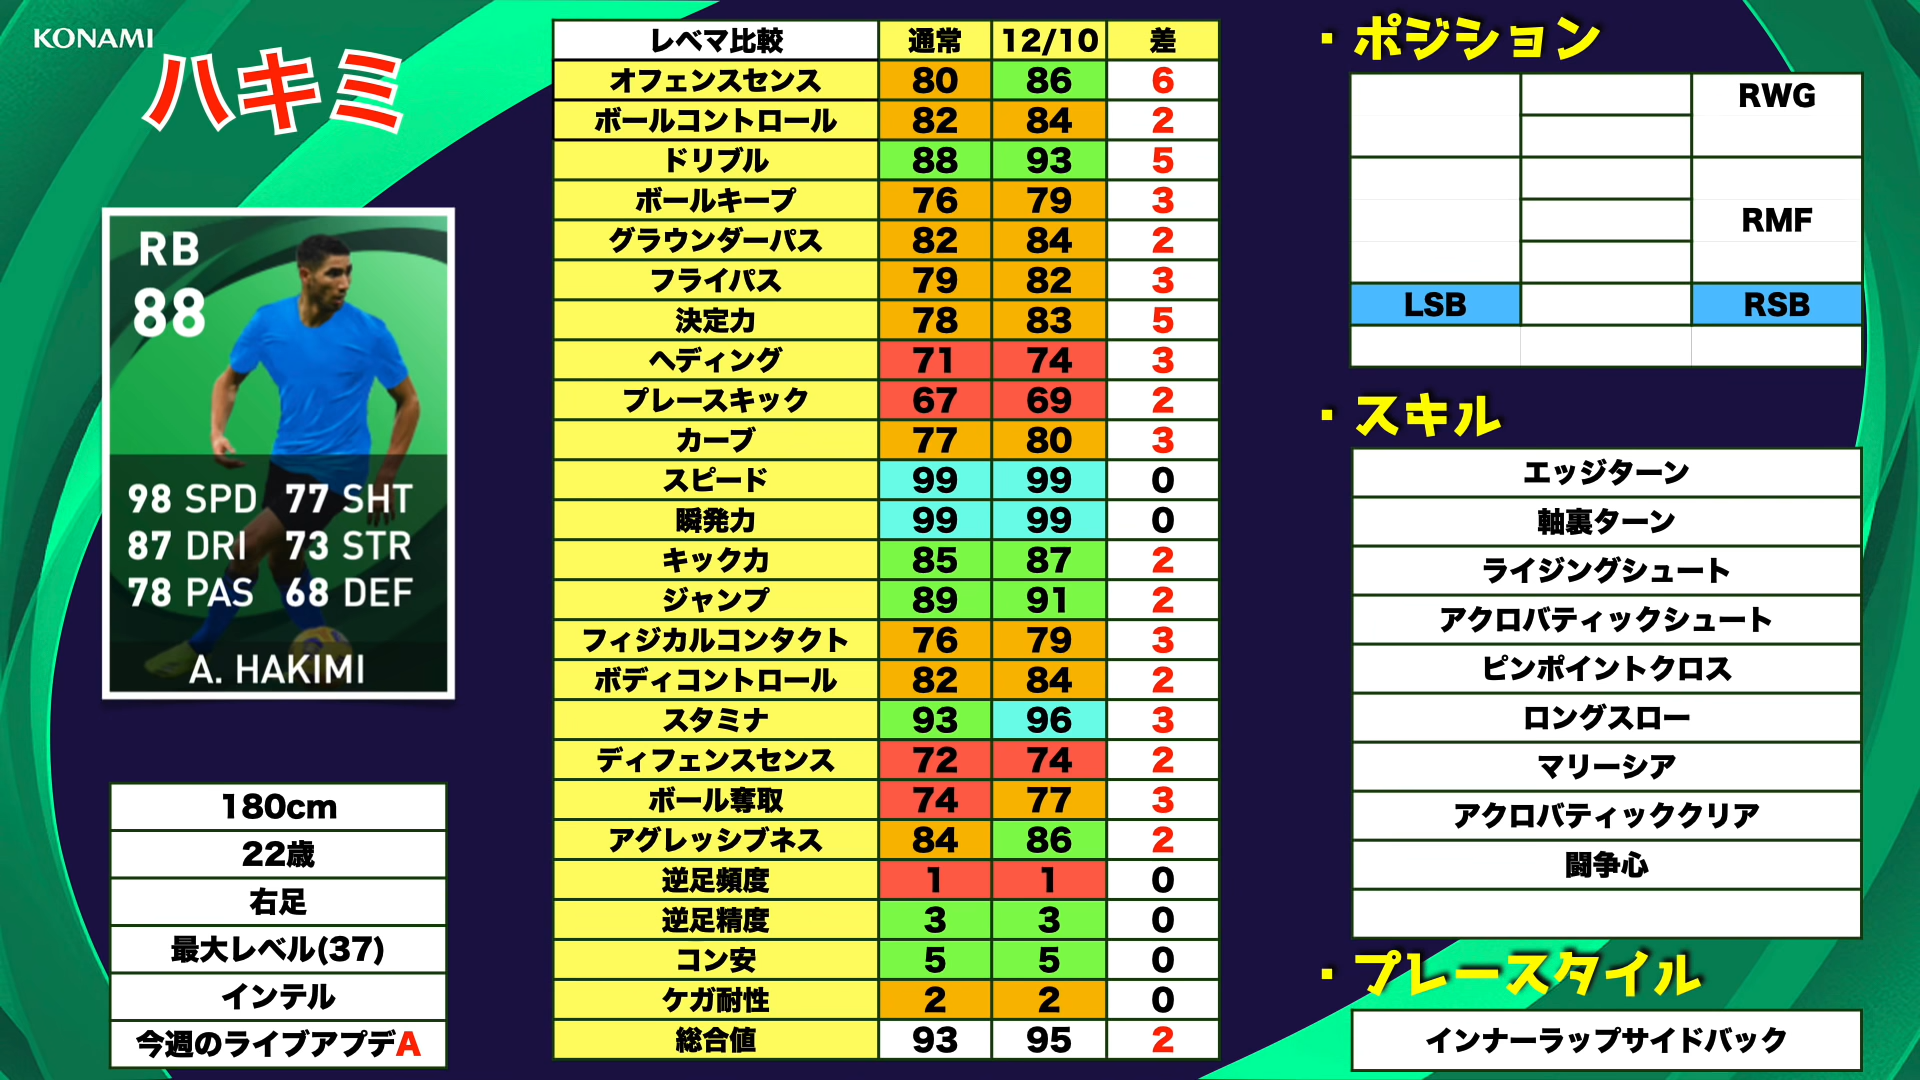 KONAMI
ハキミ
RB
88
98 SPD 77 SHT
87 DRI 73 STR
78 PAS 68 DEF
A. HAKIMI
180cm
22歳
右足
最大レベル(37)
インテル
今週のライブアプデA
レベマ比較 通常 12/10 差
オフェンスセンス 80 86 6
ボールコントロール 82 84 2
ドリブル 88 93 5
ボールキープ 76 79 3
グラウンダーパス 82 84 2
フライパス 79 82 3
決定力 78 83 5
ヘディング 71 74 3
プレースキック 67 69 2
カーブ 77 80 3
スピード 99 99 0
瞬発力 99 99 0
キック力 85 87 2
ジャンプ 89 91 2
フィジカルコンタクト 76 79 3
ボディコントロール 82 84 2
スタミナ 93 96 3
ディフェンスセンス 72 74 2
ボール奪取 74 77 3
アグレッシブネス 84 86 2
逆足頻度 1 1 0
逆足精度 3 3 0
コン安 5 5 0
ケガ耐性 2 2 0
総合値 93 95 2
・ポジション
RWG
RMF
LSB RSB
・スキル
エッジターン
軸裏ターン
ライジングシュート
アクロバティックシュート
ピンポイントクロス
ロングスロー
マリーシア
アクロバティッククリア
闘争心
・プレースタイル
インナーラップサイドバック